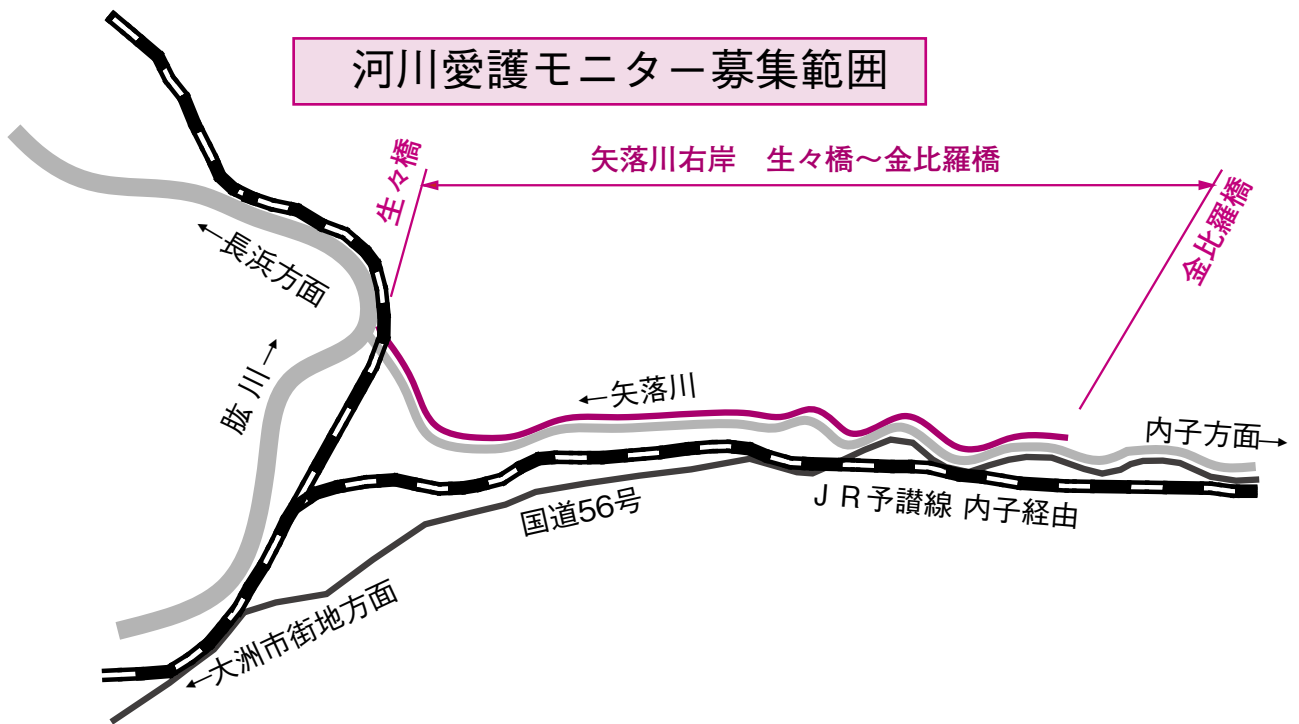 河川愛護モニター募集範囲
矢落川右岸　生々橋～金比羅橋
生々橋
金比羅橋
←長浜方面
肱川→
←矢落川
内子方面→
国道56号
ＪＲ予讃線 内子経由
←大洲市街地方面